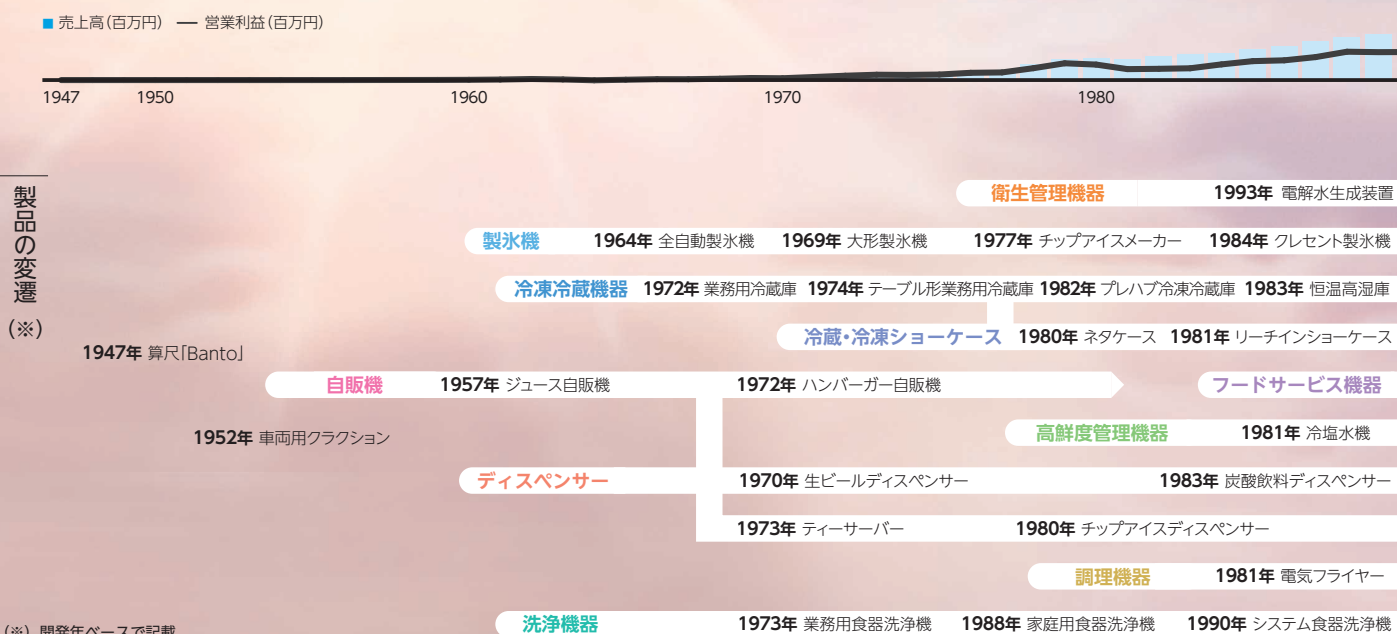 売上高(百万円) 営業利益(百万円)
1947 1950 1960 1970 1980
製品の変遷(※)
衛生管理機器 1993年 電解水生成装置
製氷機 1964年 全自動製氷機 1969年 大形製氷機 1977年 チップアイスメーカー 1984年 クレセント製氷機
冷凍冷蔵機器 1972年 業務用冷蔵庫 1974年 テーブル形業務用冷蔵庫 1982年 プレハブ冷凍冷蔵庫 1983年 恒温高湿庫
冷蔵・冷凍ショーケース 1980年 ネタケース 1981年 リーチインショーケース
1947年 算尺「Banto」
自販機 1957年 ジュース自販機 1972年 ハンバーガー自販機 フードサービス機器
1952年 車両用クラクション
高鮮度管理機器 1981年 冷塩水機
ディスペンサー 1970年 生ビールディスペンサー 1983年 炭酸飲料ディスペンサー
1973年 ティーサーバー 1980年 チップアイスディスペンサー
調理機器 1981年 電気フライヤー
洗浄機器 1973年 業務用食器洗浄機 1988年 家庭用食器洗浄機 1990年 システム食器洗浄機
(※) 開発年ベースで記載